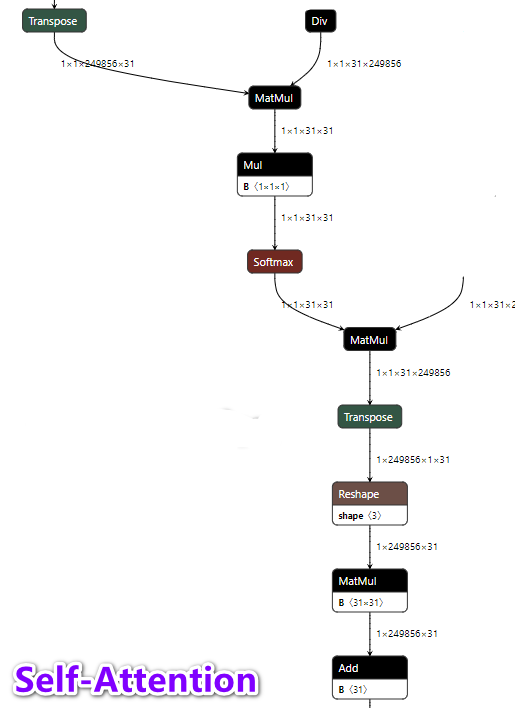 Transpose
Div
1×1×249856×31
1×1×31×249856
MatMul
1×1×31×31
Mul
B ⟨1×1×1⟩
1×1×31×31
Softmax
1×1×31×31
1×1×31×2
MatMul
1×1×31×249856
Transpose
1×249856×1×31
Reshape
shape ⟨3⟩
1×249856×31
MatMul
B ⟨31×31⟩
1×249856×31
Add
B ⟨31⟩
Self-Attention